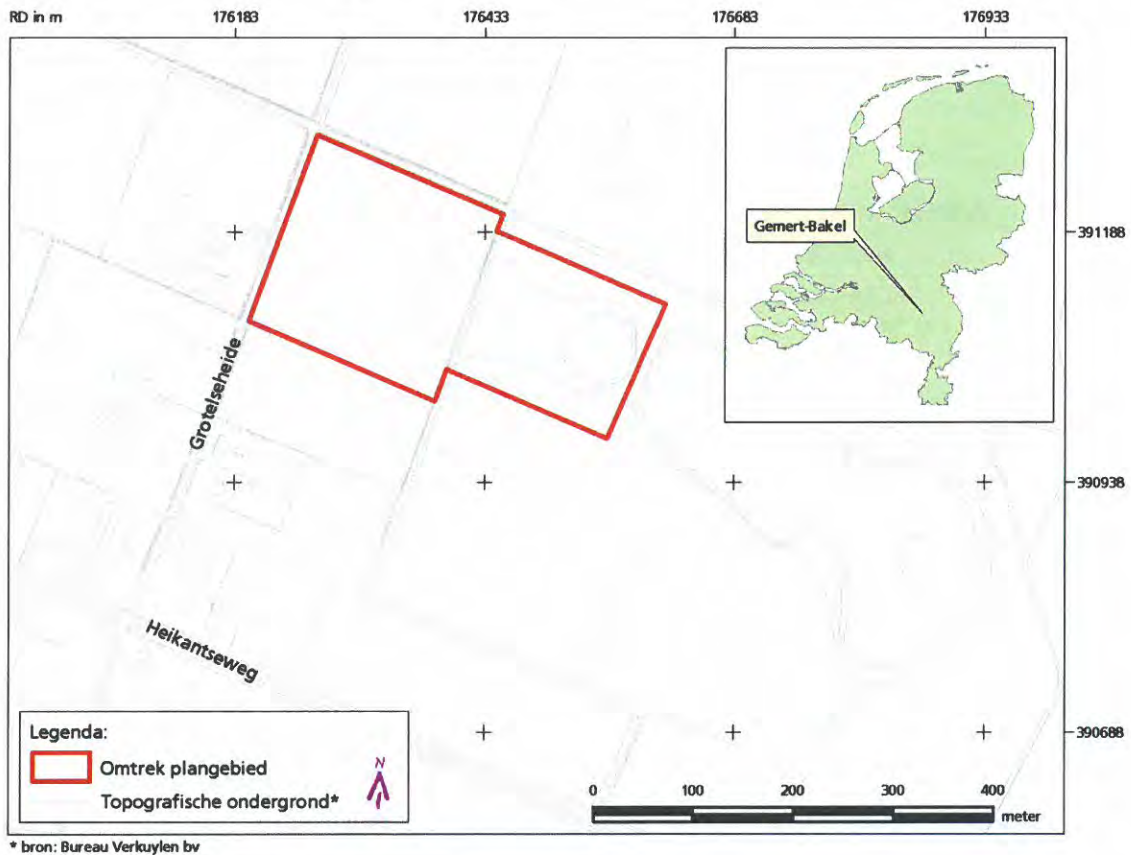 RD in m 176183 176433 176683 176933
391188
Gemert-Bakel
Grotelseheide
390938
Heikantseweg
390688
Legenda:
Omtrek plangebied
N
Topografische ondergrond*
0 100 200 300 400
meter
* bron: Bureau Verkuylen bv